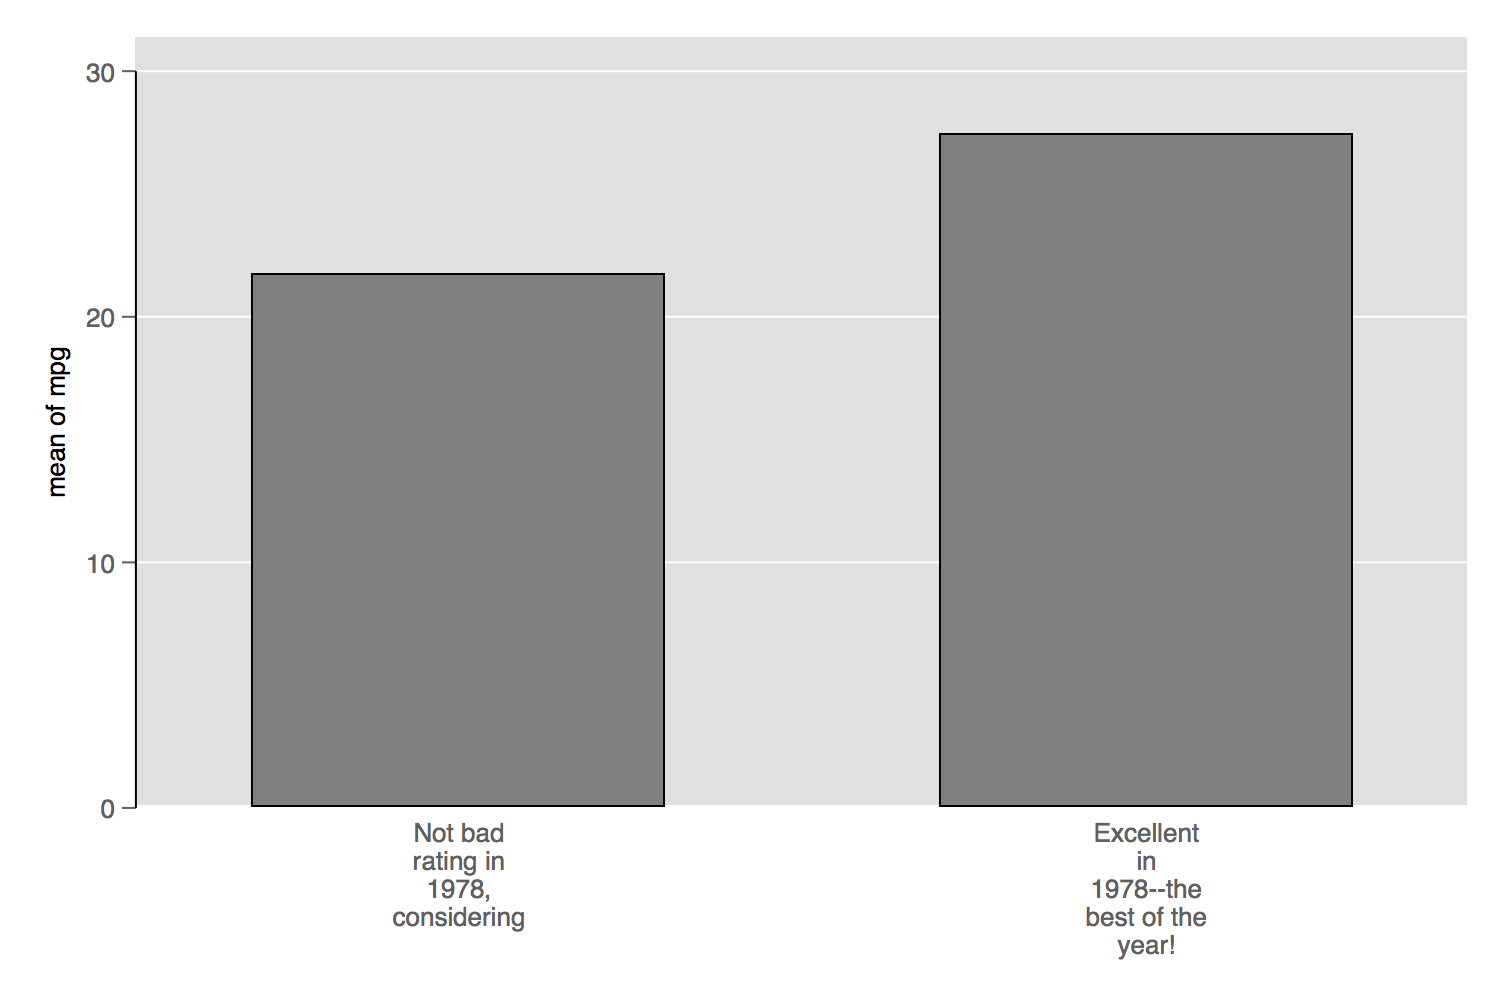 30
20
10
0
mean of mpg
Not bad
rating in
1978,
considering
Excellent
in
1978--the
best of the
year!